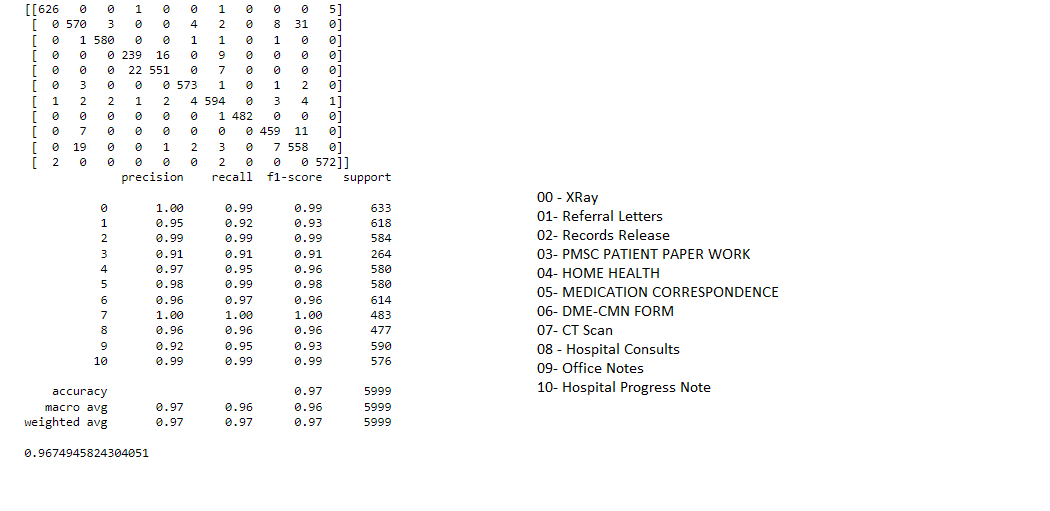 [[626 0 0 1 0 0 1 0 0 0 5]
[ 0 570 3 0 0 4 2 0 8 31 0]
[ 0 1 580 0 0 1 1 0 1 0 0]
[ 0 0 0 239 16 0 9 0 0 0 0]
[ 0 0 0 22 551 0 7 0 0 0 0]
[ 0 3 0 0 0 573 1 0 1 2 0]
[ 1 2 2 1 2 4 594 0 3 4 1]
[ 0 0 0 0 0 0 1 482 0 0 0]
[ 0 7 0 0 0 0 0 0 459 11 0]
[ 0 19 0 0 1 2 3 0 7 558 0]
[ 2 0 0 0 0 0 2 0 0 0 572]]
precision recall f1-score support
0 1.00 0.99 0.99 633
1 0.95 0.92 0.93 618
2 0.99 0.99 0.99 584
3 0.91 0.91 0.91 264
4 0.97 0.95 0.96 580
5 0.98 0.99 0.98 580
6 0.96 0.97 0.96 614
7 1.00 1.00 1.00 483
8 0.96 0.96 0.96 477
9 0.92 0.95 0.93 590
10 0.99 0.99 0.99 576
accuracy 0.97 5999
macro avg 0.97 0.96 0.96 5999
weighted avg 0.97 0.97 0.97 5999
0.9674945824304051
00 - XRay
01- Referral Letters
02- Records Release
03- PMSC PATIENT PAPER WORK
04- HOME HEALTH
05- MEDICATION CORRESPONDENCE
06- DME-CMN FORM
07- CT Scan
08 - Hospital Consults
09- Office Notes
10- Hospital Progress Note